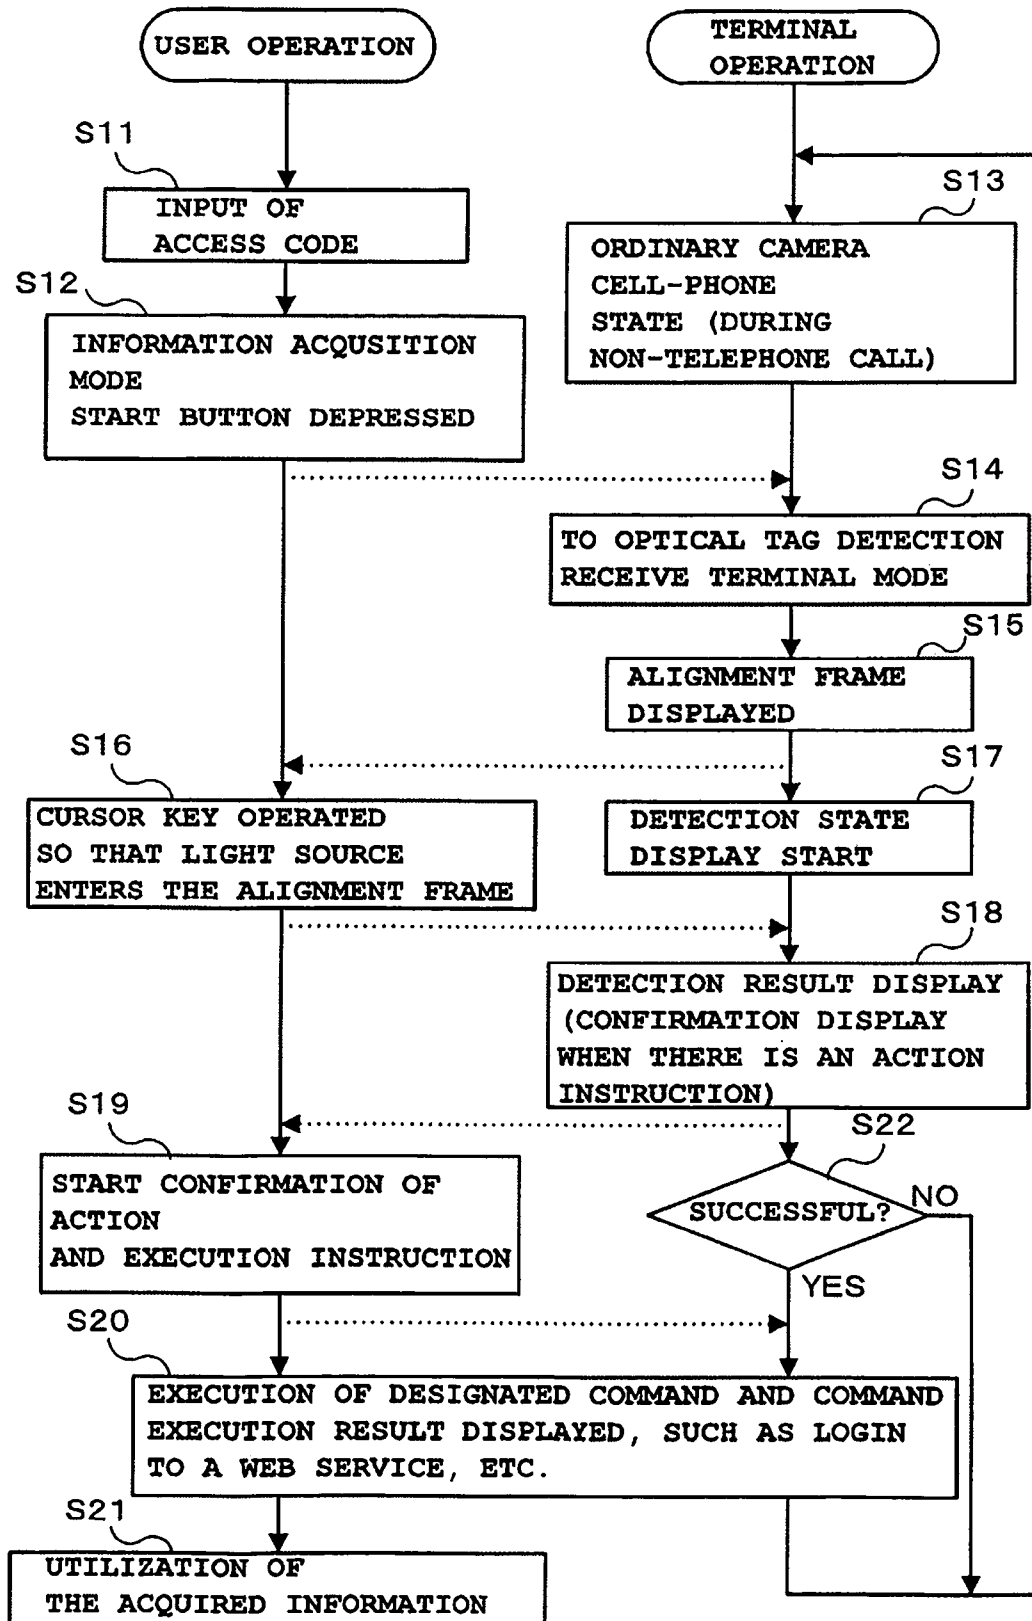 USER OPERATION
TERMINAL
OPERATION
S11
INPUT OF
ACCESS CODE
S13
ORDINARY CAMERA
CELL-PHONE
STATE (DURING
NON-TELEPHONE CALL)
S12
INFORMATION ACQUSITION
MODE
START BUTTON DEPRESSED
S14
TO OPTICAL TAG DETECTION
RECEIVE TERMINAL MODE
S15
ALIGNMENT FRAME
DISPLAYED
S16
CURSOR KEY OPERATED
SO THAT LIGHT SOURCE
ENTERS THE ALIGNMENT FRAME
S17
DETECTION STATE
DISPLAY START
S18
DETECTION RESULT DISPLAY
(CONFIRMATION DISPLAY
WHEN THERE IS AN ACTION
INSTRUCTION)
S19
START CONFIRMATION OF
ACTION
AND EXECUTION INSTRUCTION
S22
SUCCESSFUL?
NO
YES
S20
EXECUTION OF DESIGNATED COMMAND AND COMMAND
EXECUTION RESULT DISPLAYED, SUCH AS LOGIN
TO A WEB SERVICE, ETC.
S21
UTILIZATION OF
THE ACQUIRED INFORMATION